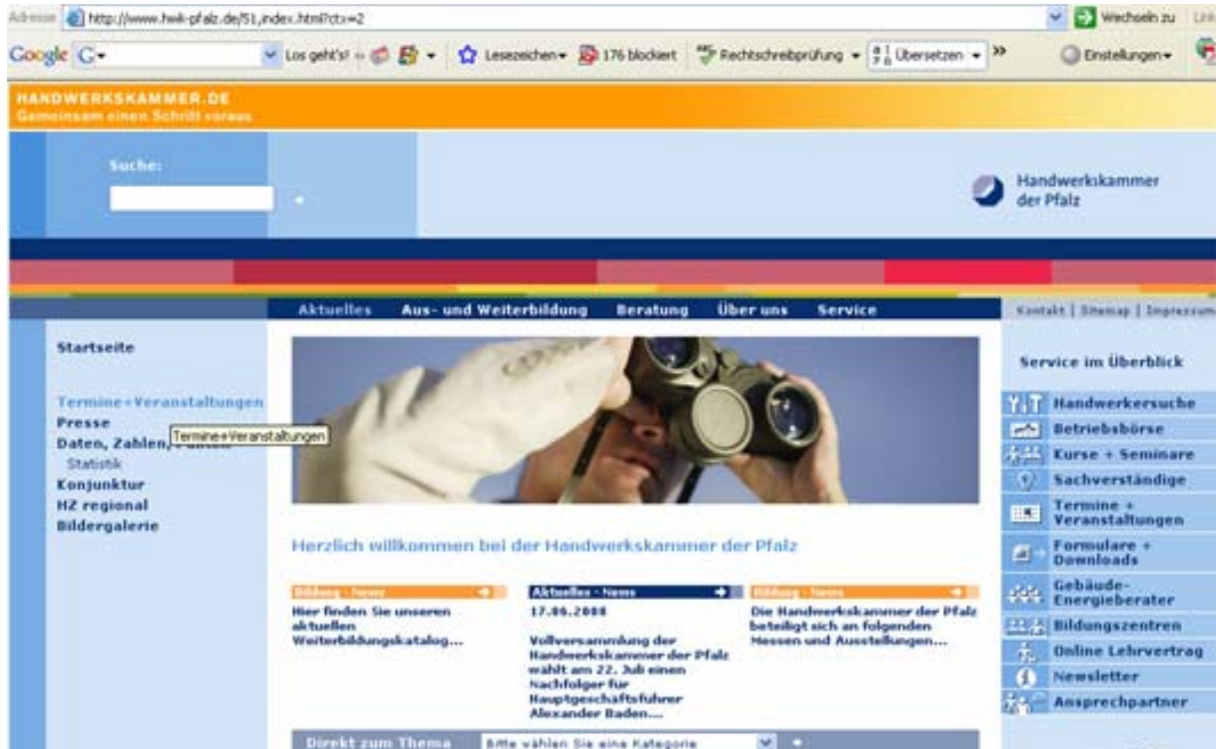 Adresse http://www.hwk-pfalz.de/51,index.html?ctx=2 Wechseln zu
Google G Los geht's! Lesezeichen 176 blockiert Rechtschreibprüfung Übersetzen » Einstellungen
HANDWERKSKAMMER.DE
Gemeinsam einen Schritt voraus
Suche:
Handwerkskammer
der Pfalz
Aktuelles Aus- und Weiterbildung Beratung Über uns Service
Kontakt | Sitemap | Impressum
Startseite
Termine+Veranstaltungen
Presse
Termine+Veranstaltungen
Daten, Zahlen,
Statistik
Konjunktur
HZ regional
Bildergalerie
Herzlich willkommen bei der Handwerkskammer der Pfalz
Bildung - News
Hier finden Sie unseren
aktuellen
Weiterbildungskatalog...
Aktuelles - News
17.06.2008
Vollversammlung der
Handwerkskammer der Pfalz
wählt am 22. Juli einen
Nachfolger für
Hauptgeschäftsführer
Alexander Baden....
Bildung - News
Die Handwerkskammer der Pfalz
beteiligt sich an folgenden
Messen und Ausstellungen...
Direkt zum Thema Bitte wählen Sie eine Kategorie
Service im Überblick
Handwerkersuche
Betriebsbörse
Kurse + Seminare
Sachverständige
Termine +
Veranstaltungen
Formulare +
Downloads
Gebäude-
Energieberater
Bildungszentren
Online Lehrvertrag
Newsletter
Ansprechpartner